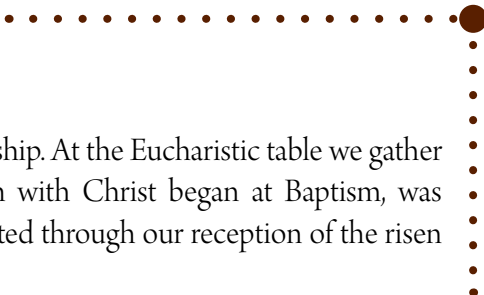 ship. At the Eucharistic table we gather
with Christ began at Baptism, was
ted through our reception of the risen